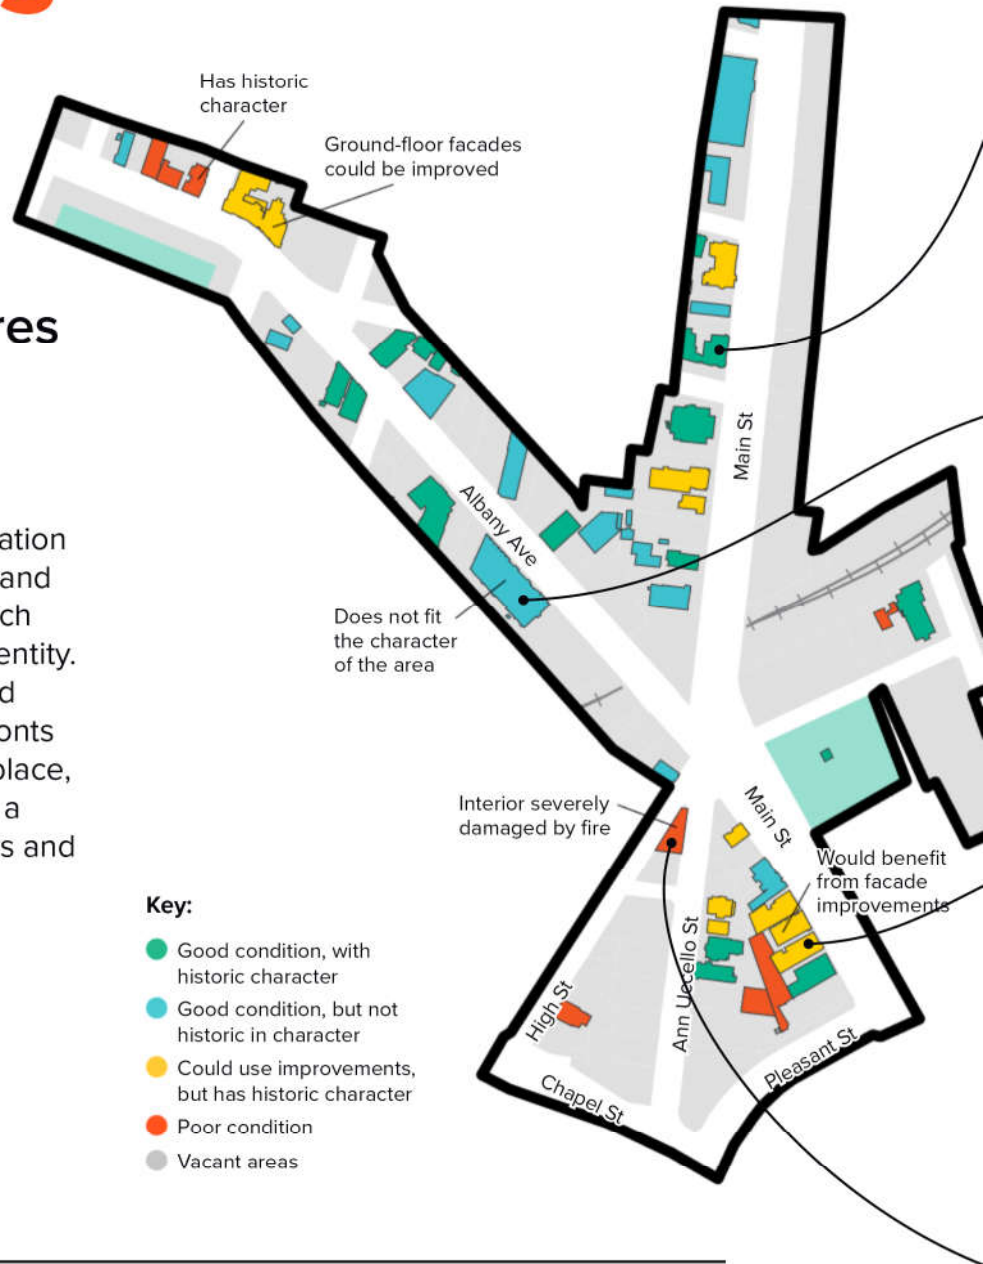 Has historic
character
Ground-floor facades
could be improved
res
Main St
Albany Ave
ation
and
ch
entity.
d
onts
place,
a
s and
Does not fit
the character
of the area
Interior severely
damaged by fire
Main St
Would benefit
from facade
improvements
Key:
Good condition, with
historic character
Good condition, but not
historic in character
Could use improvements,
but has historic character
Poor condition
Vacant areas
High St
Ann Uccello St
Chapel St
Pleasant St